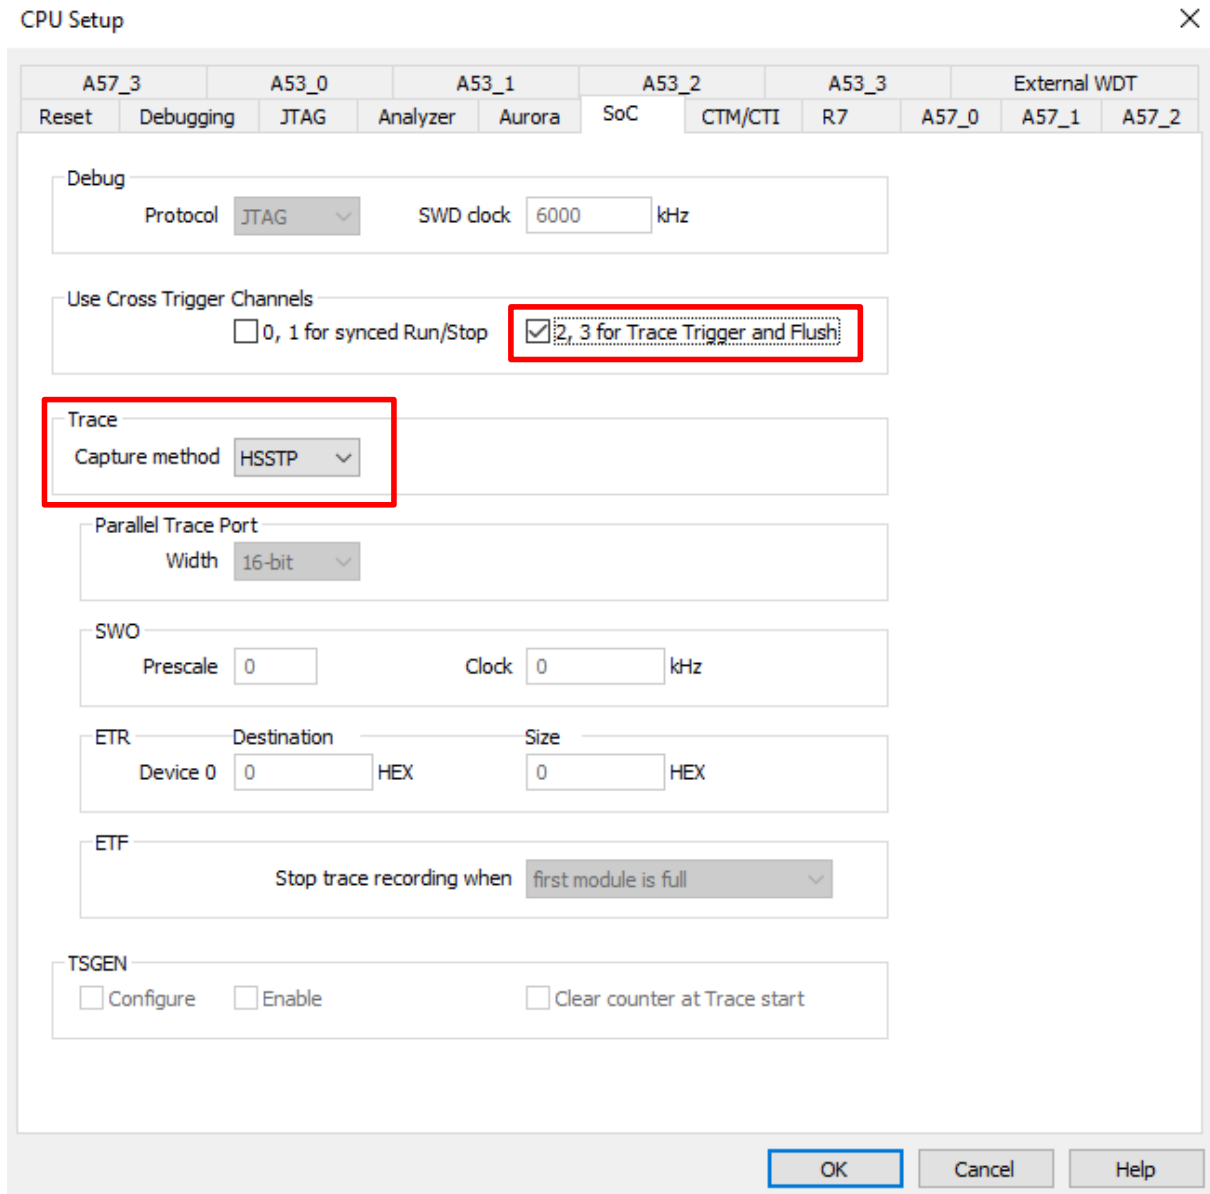 CPU Setup
A57_3 A53_0 A53_1 A53_2 A53_3 External WDT
Reset Debugging JTAG Analyzer Aurora SoC CTM/CTI R7 A57_0 A57_1 A57_2
Debug
Protocol JTAG SWD clock 6000 kHz
Use Cross Trigger Channels
0, 1 for synced Run/Stop 2, 3 for Trace Trigger and Flush
Trace
Capture method HSSTP
Parallel Trace Port
Width 16-bit
SWO
Prescale 0 Clock 0 kHz
ETR Destination Size
Device 0 0 HEX 0 HEX
ETF
Stop trace recording when first module is full
TSGEN
Configure Enable Clear counter at Trace start
OK Cancel Help